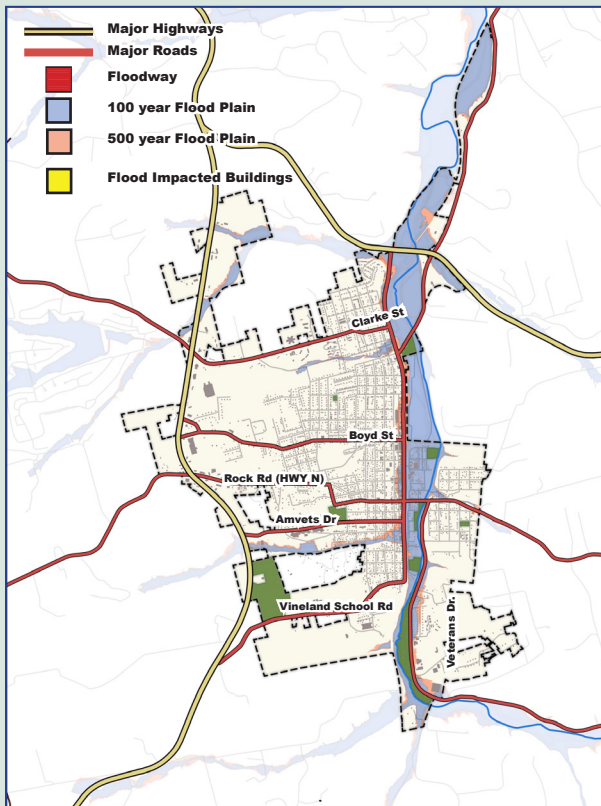 Major Highways
Major Roads
Floodway
100 year Flood Plain
500 year Flood Plain
Flood Impacted Buildings
Clarke St
Boyd St
Rock Rd (HWY N)
Amvets Dr
Vineland School Rd
Veterans Dr.